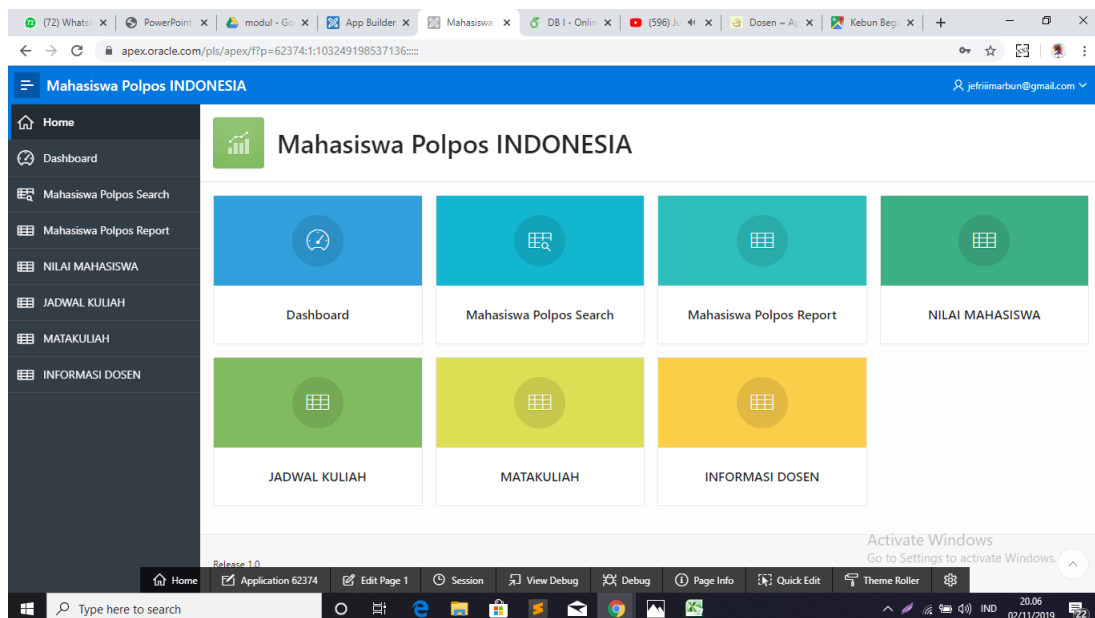 (72) Whats
PowerPoint
modul - Go
App Builder
Mahasiswa
DB I - Onlin
(596) Ju
Dosen ~ Ap
Kebun Beg
apex.oracle.com/pls/apex/f?p=62374:1:103249198537136:::::
Mahasiswa Polpos INDONESIA
jefriiimarbun@gmail.com
Home
Dashboard
Mahasiswa Polpos Search
Mahasiswa Polpos Report
NILAI MAHASISWA
JADWAL KULIAH
MATAKULIAH
INFORMASI DOSEN
Mahasiswa Polpos INDONESIA
Dashboard
Mahasiswa Polpos Search
Mahasiswa Polpos Report
NILAI MAHASISWA
JADWAL KULIAH
MATAKULIAH
INFORMASI DOSEN
Activate Windows
Go to Settings to activate Windows.
Release 1.0
Home
Application 62374
Edit Page 1
Session
View Debug
Debug
Page Info
Quick Edit
Theme Roller
Type here to search
IND
20.06
02/11/2019
22